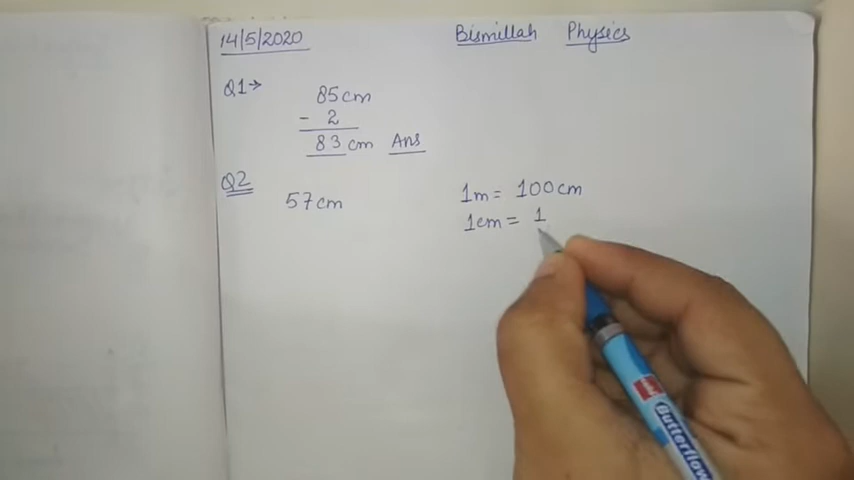 14/5/2020 Bismillah Physics
Q1→ 85cm
- 2
83cm Ans
Q2 57cm 1m = 100cm
1cm = 1
Butterflow